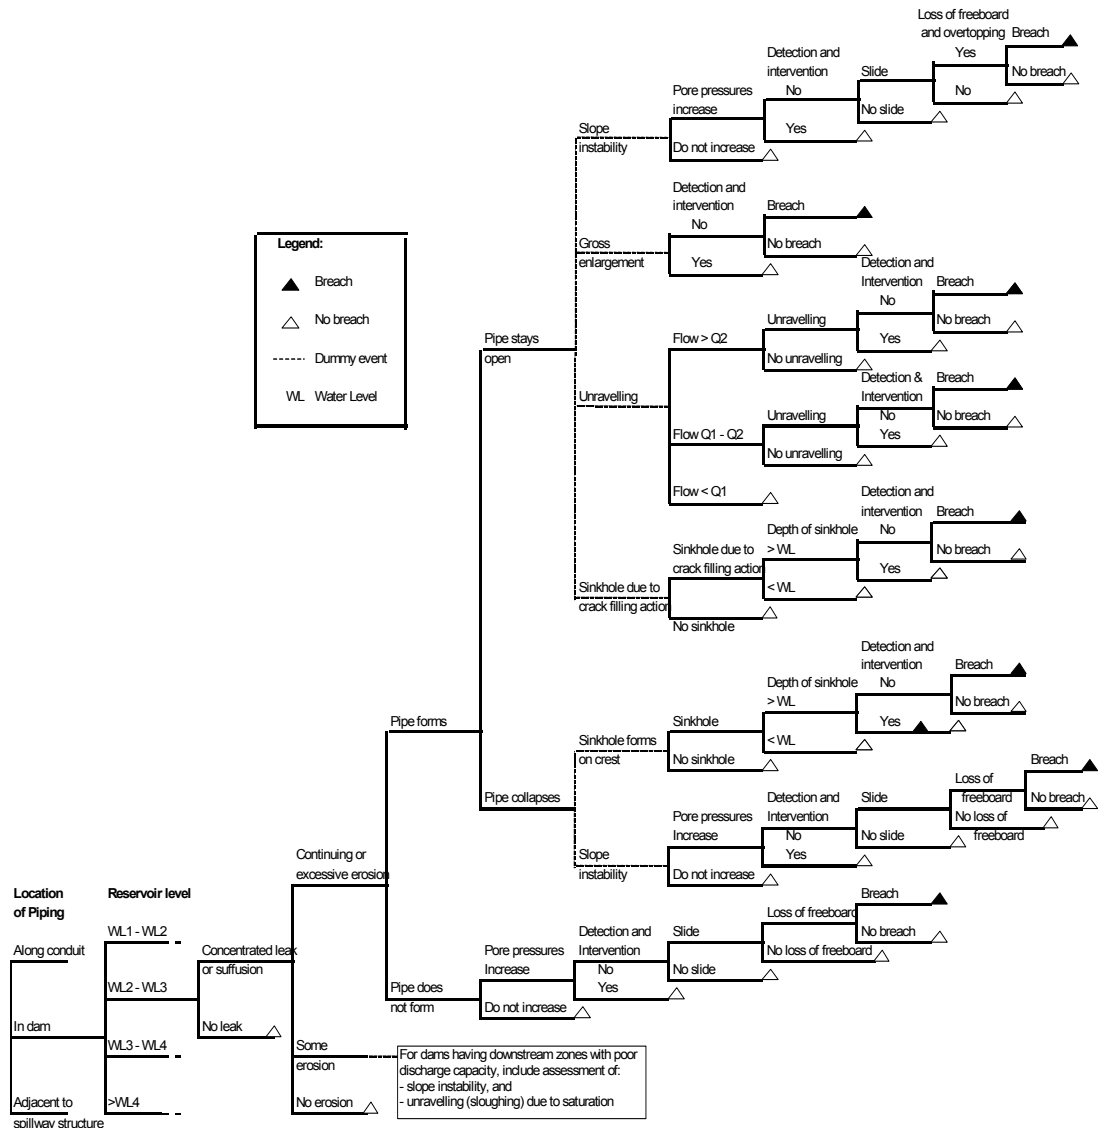 Loss of freeboard
and overtopping
Breach
Yes
No breach
No
Detection and
intervention
No
Yes
Slide
No slide
Pore pressures
increase
Do not increase
Slope
instability
Detection and
intervention
No
Yes
Breach
No breach
Gross
enlargement
Legend:
Breach
No breach
Dummy event
WL Water Level
Detection and
Intervention
No
Yes
Breach
No breach
Unravelling
No unravelling
Flow > Q2
Pipe stays
open
Detection &
Intervention
No
Yes
Breach
No breach
Unravelling
Unravelling
No unravelling
Flow Q1 - Q2
Flow < Q1
Detection and
intervention
No
Yes
Breach
No breach
Depth of sinkhole
> WL
< WL
Sinkhole due to
crack filling action
No sinkhole
Sinkhole due to
crack filling action
Detection and
intervention
No
Yes
Breach
No breach
Depth of sinkhole
> WL
< WL
Sinkhole
No sinkhole
Sinkhole forms
on crest
Pipe forms
Pipe collapses
Breach
No breach
Loss of
freeboard
No loss of
freeboard
Slide
No slide
Detection and
Intervention
No
Yes
Pore pressures
Increase
Do not increase
Slope
instability
Continuing or
excessive erosion
Location
of Piping
Reservoir level
Along conduit
In dam
Adjacent to
spillway structure
WL1 - WL2
WL2 - WL3
WL3 - WL4
>WL4
Concentrated leak
or suffusion
No leak
Pipe does
not form
Pore pressures
Increase
Do not increase
Detection and
Intervention
No
Yes
Slide
No slide
Loss of freeboard
No loss of freeboard
Breach
No breach
Some
erosion
No erosion
For dams having downstream zones with poor
discharge capacity, include assessment of:
- slope instability, and
- unravelling (sloughing) due to saturation